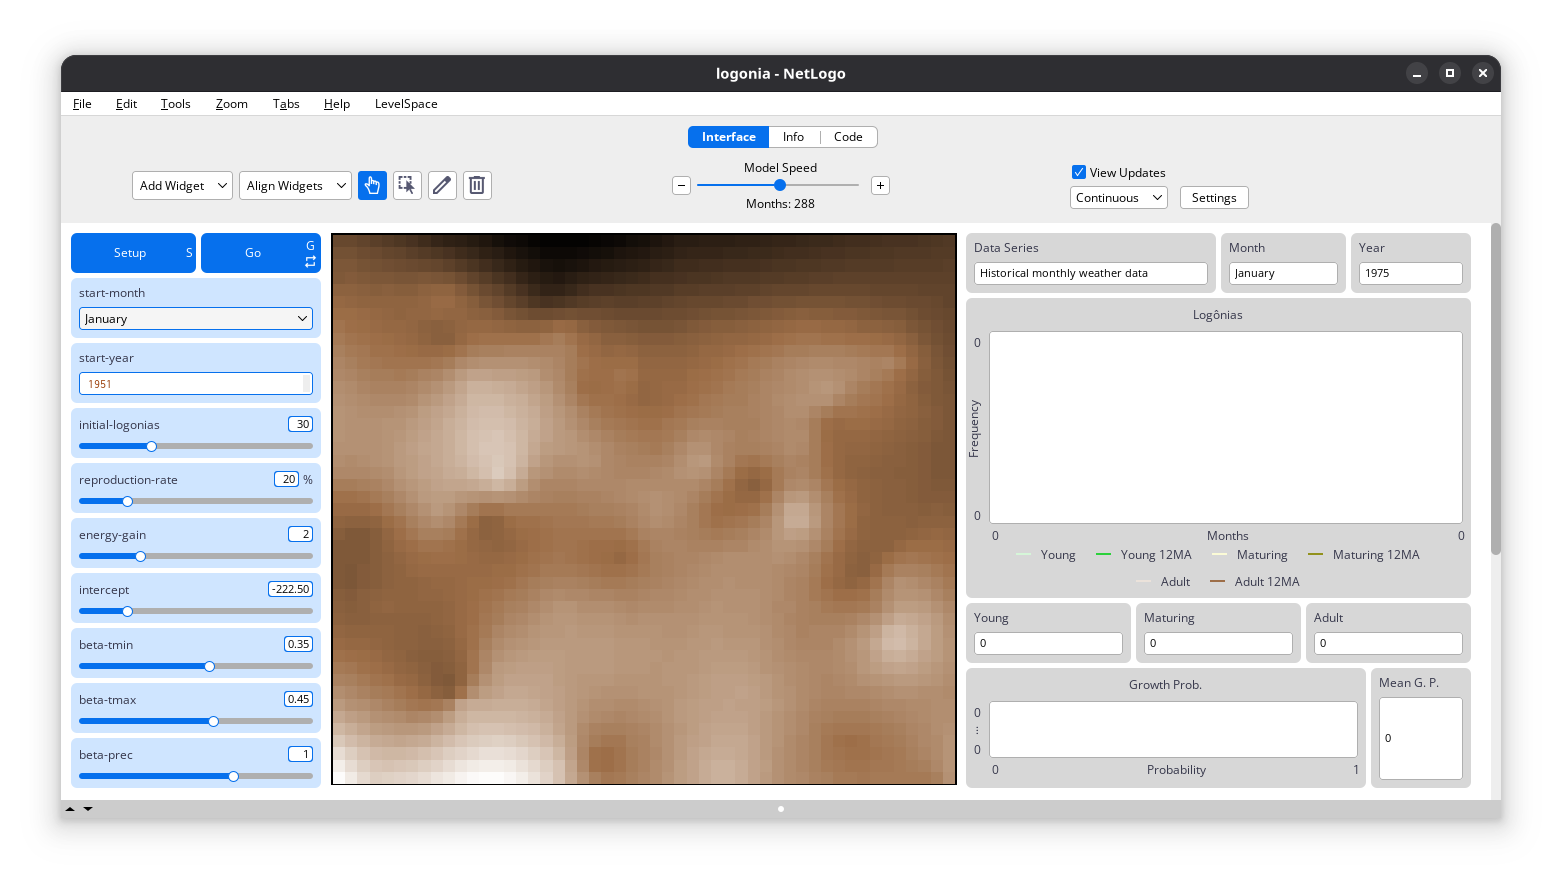 logonia - NetLogo
File Edit Tools Zoom Tabs Help LevelSpace
Interface Info Code
Add Widget Align Widgets
Model Speed
Months: 288
View Updates
Continuous Settings
Setup S
Go G
start-month
January
start-year
1951
initial-logonias 30
reproduction-rate 20 %
energy-gain 2
intercept -222.50
beta-tmin 0.35
beta-tmax 0.45
beta-prec 1
Data Series
Historical monthly weather data
Month
January
Year
1975
Logônias
0
Frequency
0
0 Months 0
Young Young 12MA Maturing Maturing 12MA
Adult Adult 12MA
Young
0
Maturing
0
Adult
0
Growth Prob.
0
0
0 Probability 1
Mean G. P.
0